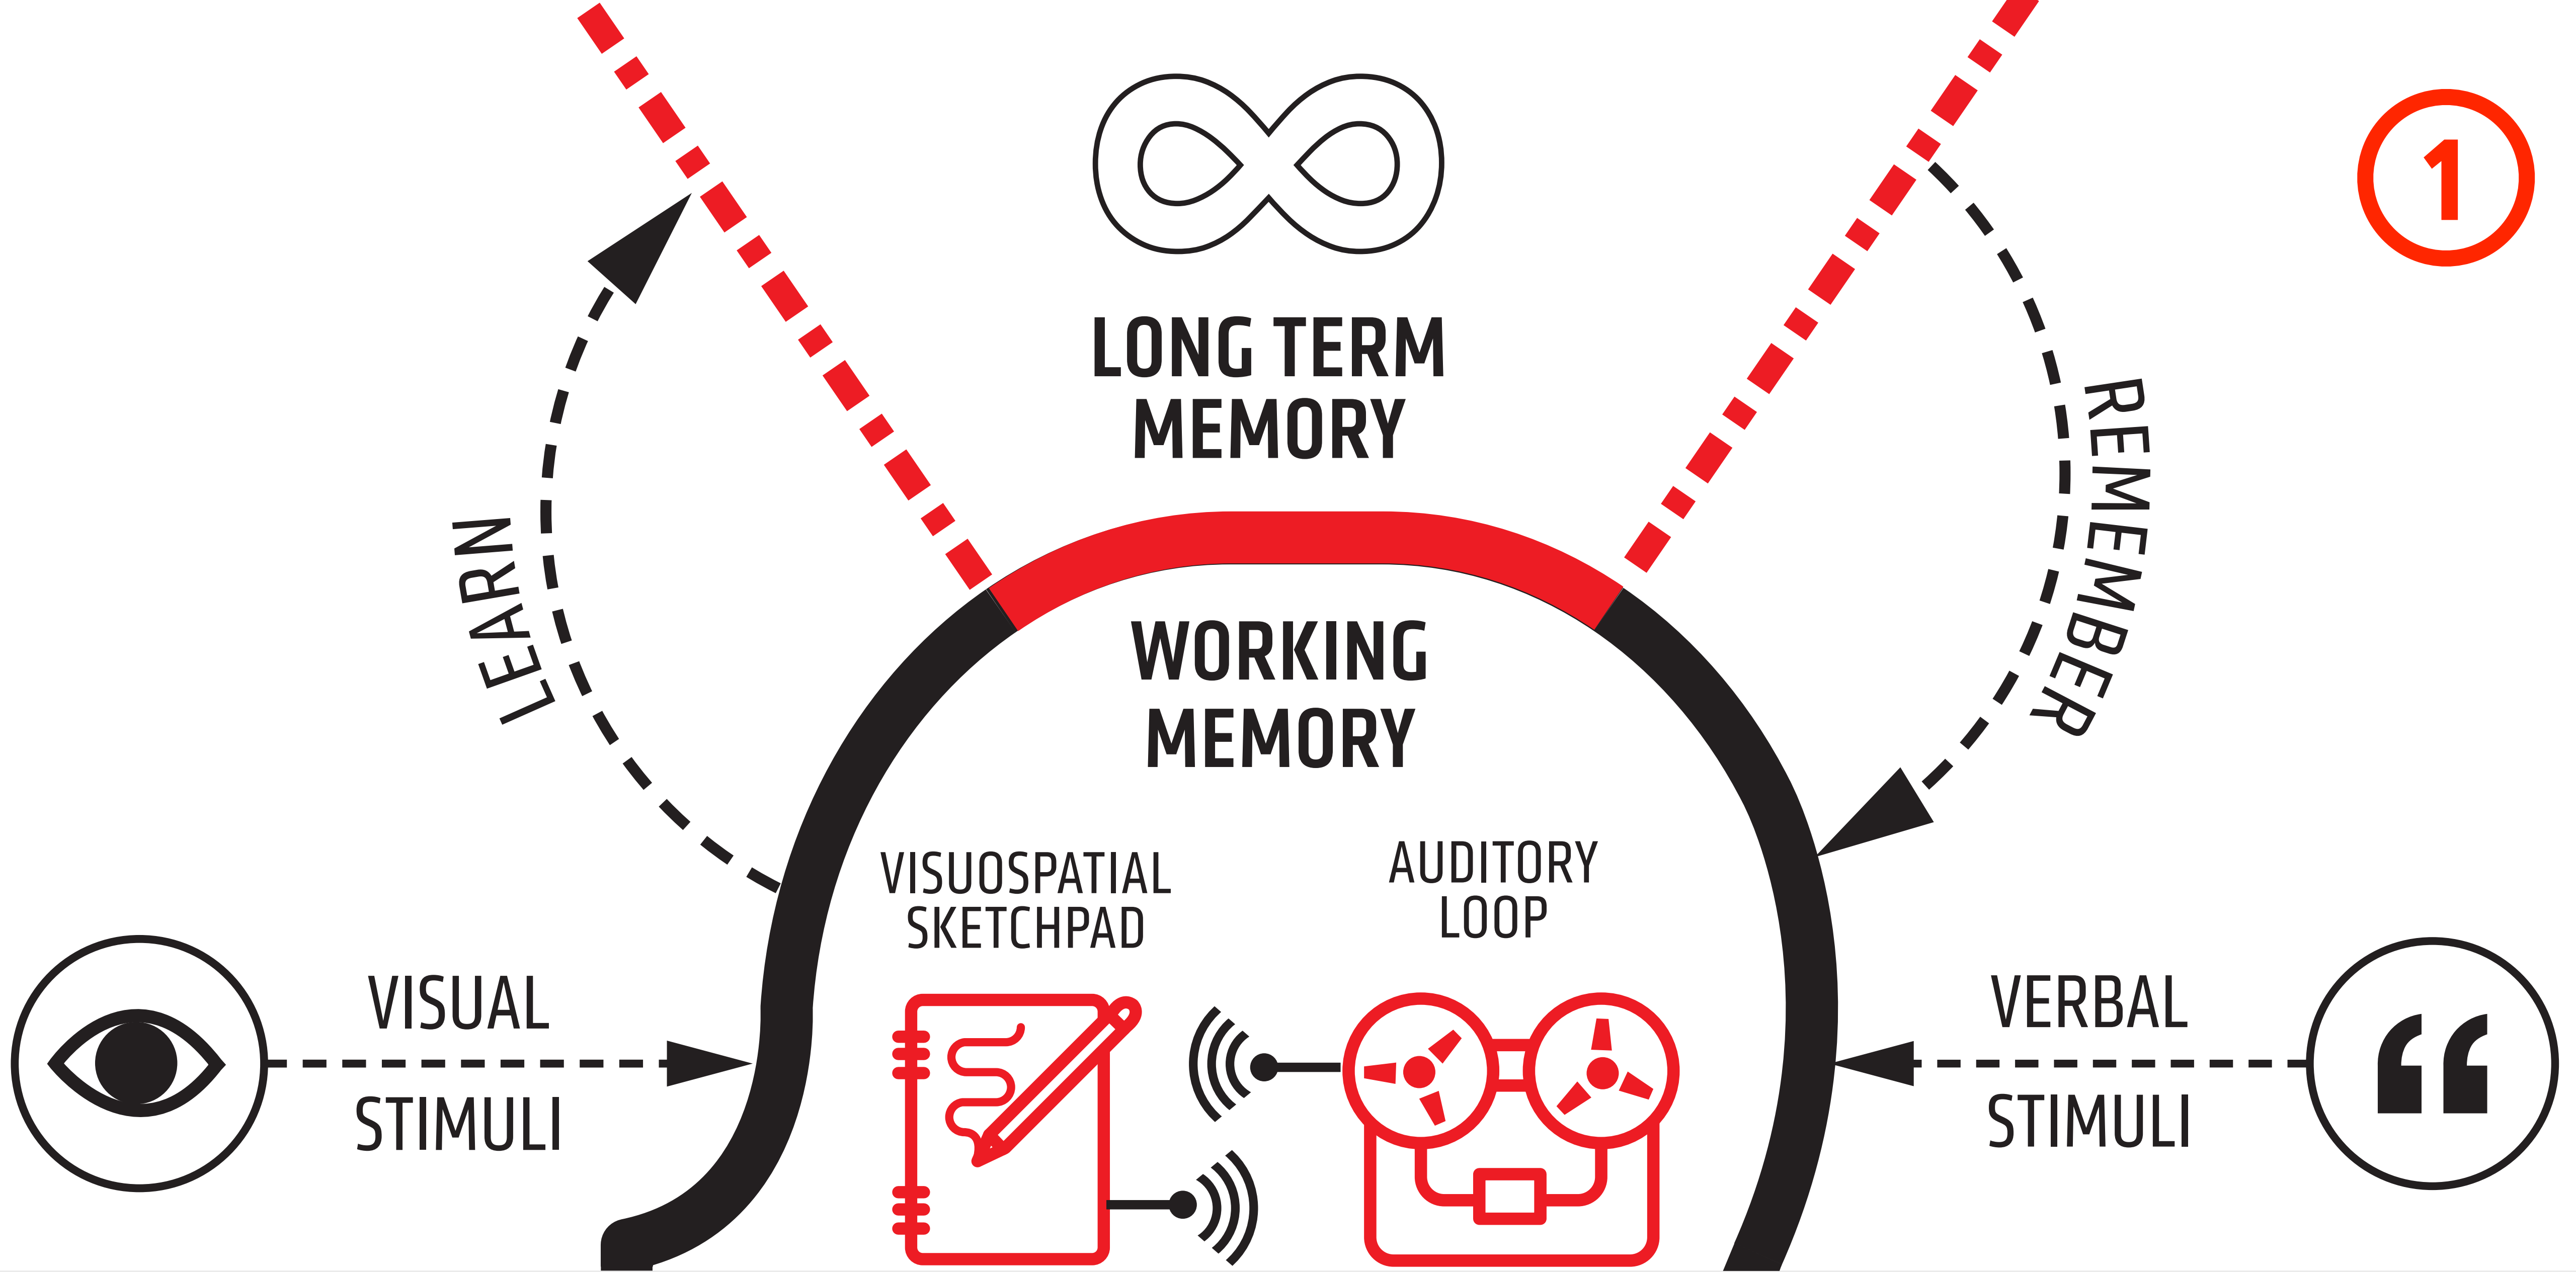 1
LONG TERM
MEMORY
LEARN
REMEMBER
WORKING
MEMORY
VISUOSPATIAL
SKETCHPAD
AUDITORY
LOOP
VISUAL
STIMULI
VERBAL
STIMULI
“